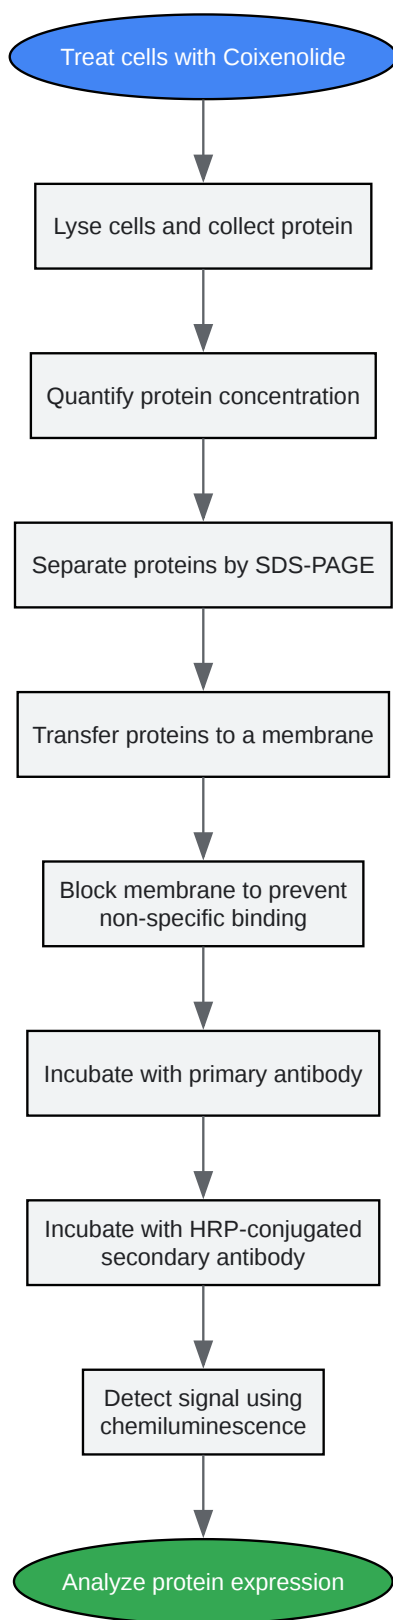 Treat cells with Coixenolide
Lyse cells and collect protein
Quantify protein concentration
Separate proteins by SDS-PAGE
Transfer proteins to a membrane
Block membrane to prevent
non-specific binding
Incubate with primary antibody
Incubate with HRP-conjugated
secondary antibody
Detect signal using
chemiluminescence
Analyze protein expression